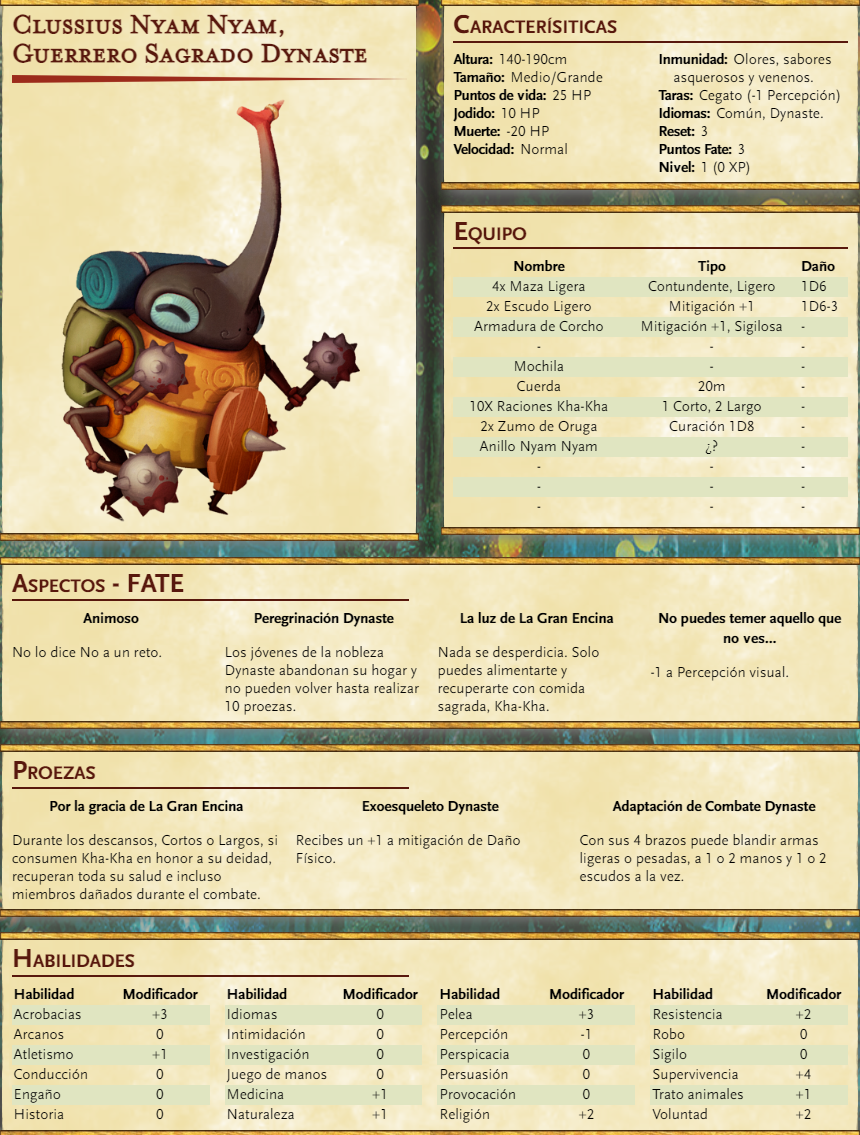 Clussius Nyam Nyam,
Guerrero Sagrado Dynaste
Caracterísiticas
Altura: 140-190cm
Tamaño: Medio/Grande
Puntos de vida: 25 HP
Jodido: 10 HP
Muerte: -20 HP
Velocidad: Normal
Inmunidad: Olores, sabores
asquerosos y venenos.
Taras: Cegato (-1 Percepción)
Idiomas: Común, Dynaste.
Reset: 3
Puntos Fate: 3
Nivel: 1 (0 XP)
Equipo
Nombre Tipo Daño
4x Maza Ligera Contundente, Ligero 1D6
2x Escudo Ligero Mitigación +1 1D6-3
Armadura de Corcho Mitigación +1, Sigilosa -
- - -
Mochila - -
Cuerda 20m -
10X Raciones Kha-Kha 1 Corto, 2 Largo -
2x Zumo de Oruga Curación 1D8 -
Anillo Nyam Nyam ¿? -
- - -
- - -
- - -
Aspectos - FATE
Animoso
No lo dice No a un reto.
Peregrinación Dynaste
Los jóvenes de la nobleza
Dynaste abandonan su hogar y
no pueden volver hasta realizar
10 proezas.
La luz de La Gran Encina
Nada se desperdicia. Solo
puedes alimentarte y
recuperarte con comida
sagrada, Kha-Kha.
No puedes temer aquello que
no ves...
-1 a Percepción visual.
Proezas
Por la gracia de La Gran Encina
Durante los descansos, Cortos o Largos, si
consumen Kha-Kha en honor a su deidad,
recuperan toda su salud e incluso
miembros dañados durante el combate.
Exoesqueleto Dynaste
Recibes un +1 a mitigación de Daño
Físico.
Adaptación de Combate Dynaste
Con sus 4 brazos puede blandir armas
ligeras o pesadas, a 1 o 2 manos y 1 o 2
escudos a la vez.
Habilidades
Habilidad Modificador Habilidad Modificador Habilidad Modificador Habilidad Modificador
Acrobacias +3 Idiomas 0 Pelea +3 Resistencia +2
Arcanos 0 Intimidación 0 Percepción -1 Robo 0
Atletismo +1 Investigación 0 Perspicacia 0 Sigilo 0
Conducción 0 Juego de manos 0 Persuasión 0 Supervivencia +4
Engaño 0 Medicina +1 Provocación 0 Trato animales +1
Historia 0 Naturaleza +1 Religión +2 Voluntad +2